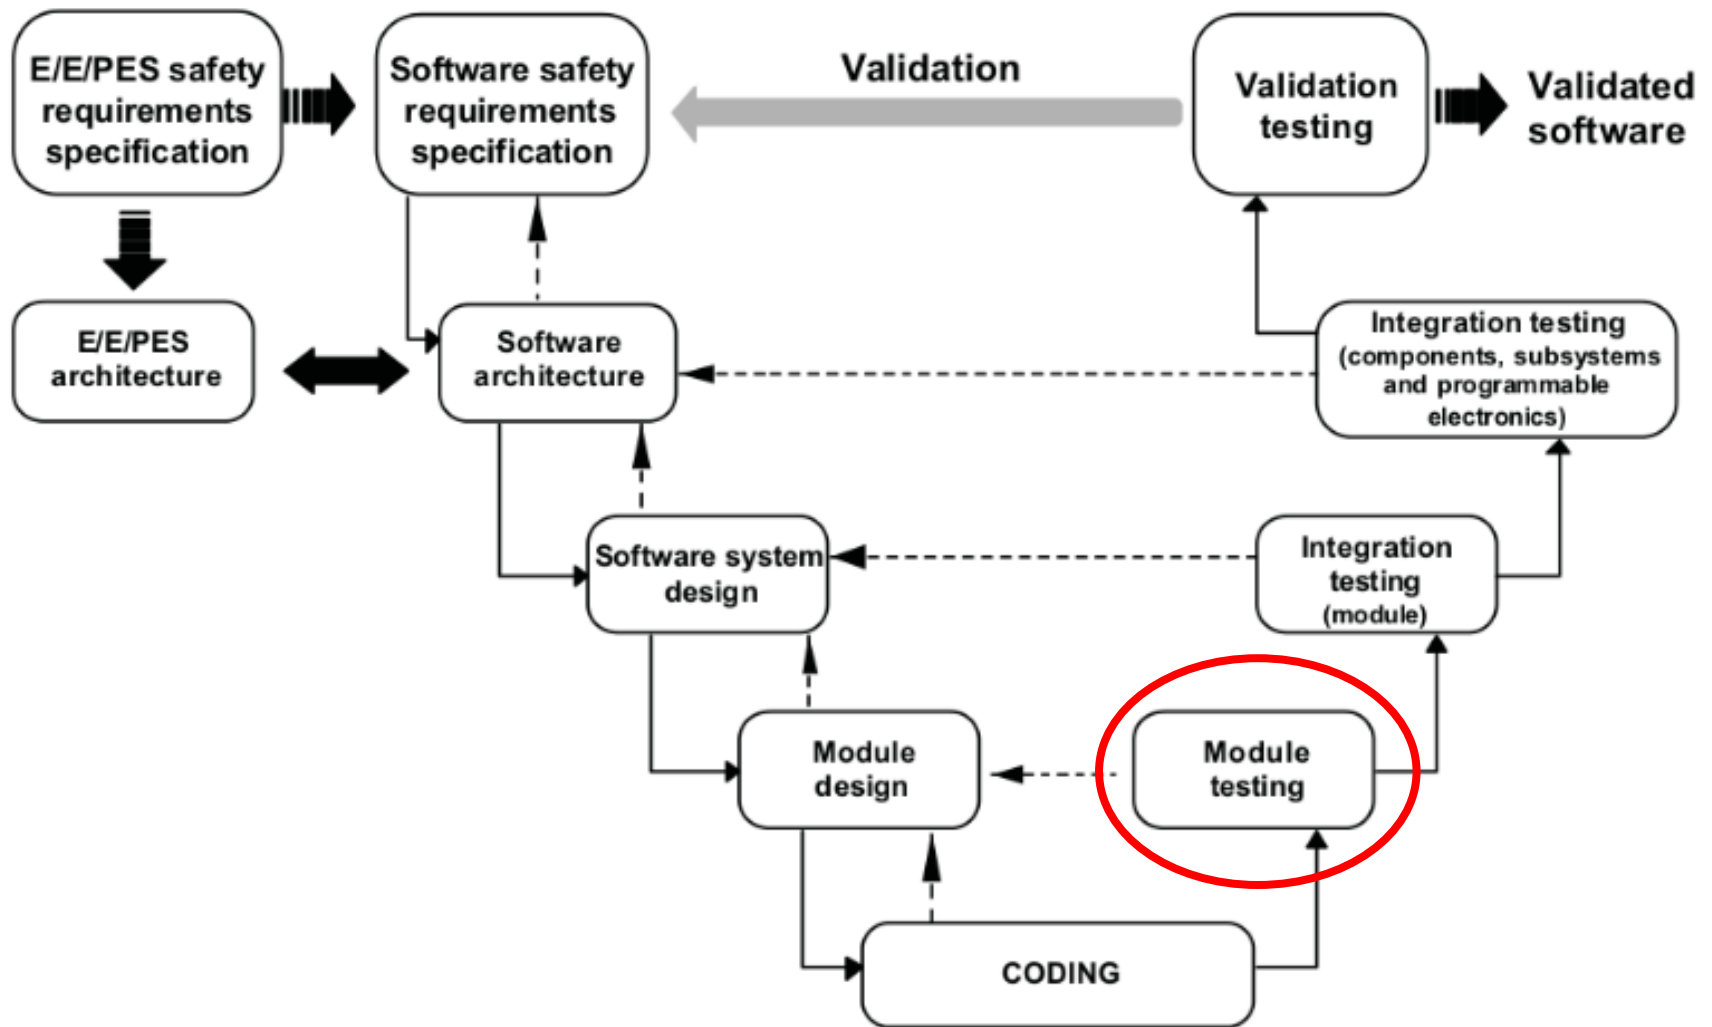 E/E/PES safety
requirements
specification
Software safety
requirements
specification
Validation
Validation
testing
Validated
software
E/E/PES
architecture
Software
architecture
Integration testing
(components, subsystems
and programmable
electronics)
Software system
design
Integration
testing
(module)
Module
design
Module
testing
CODING